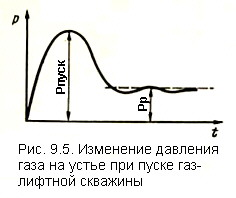 P
Рпуск
Рр
t
Рис. 9.5. Изменение давления
газа на устье при пуске газ-
лифтной скважины